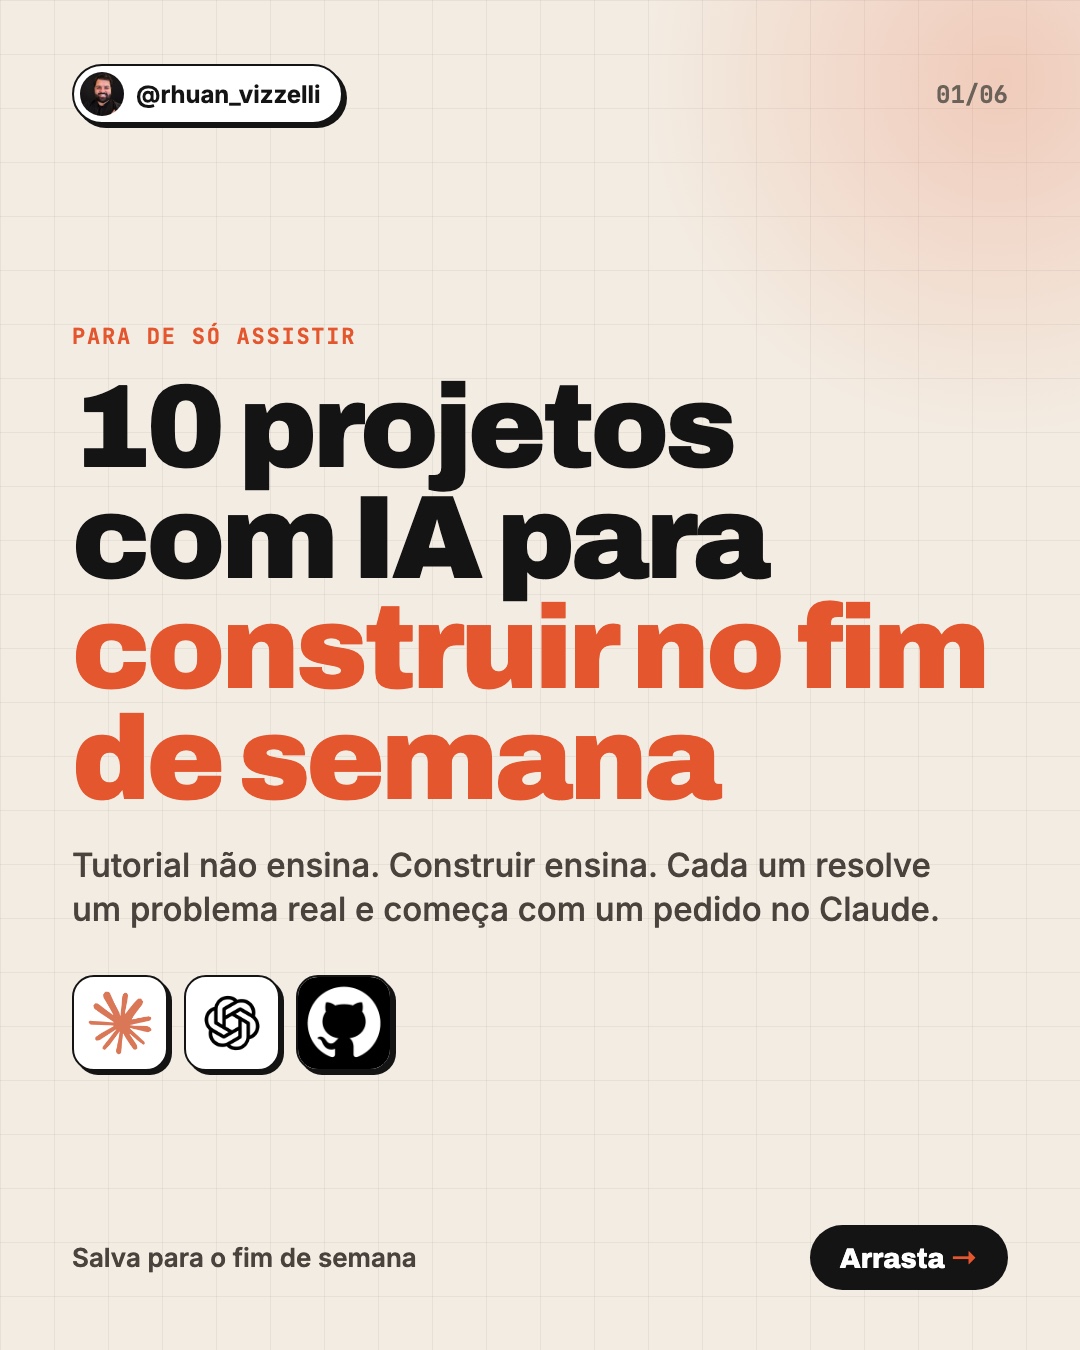 @rhuan_vizzelli
01/06
PARA DE SÓ ASSISTIR
10 projetos
com IA para
construir no fim
de semana
Tutorial não ensina. Construir ensina. Cada um resolve
um problema real e começa com um pedido no Claude.
Salva para o fim de semana
Arrasta →